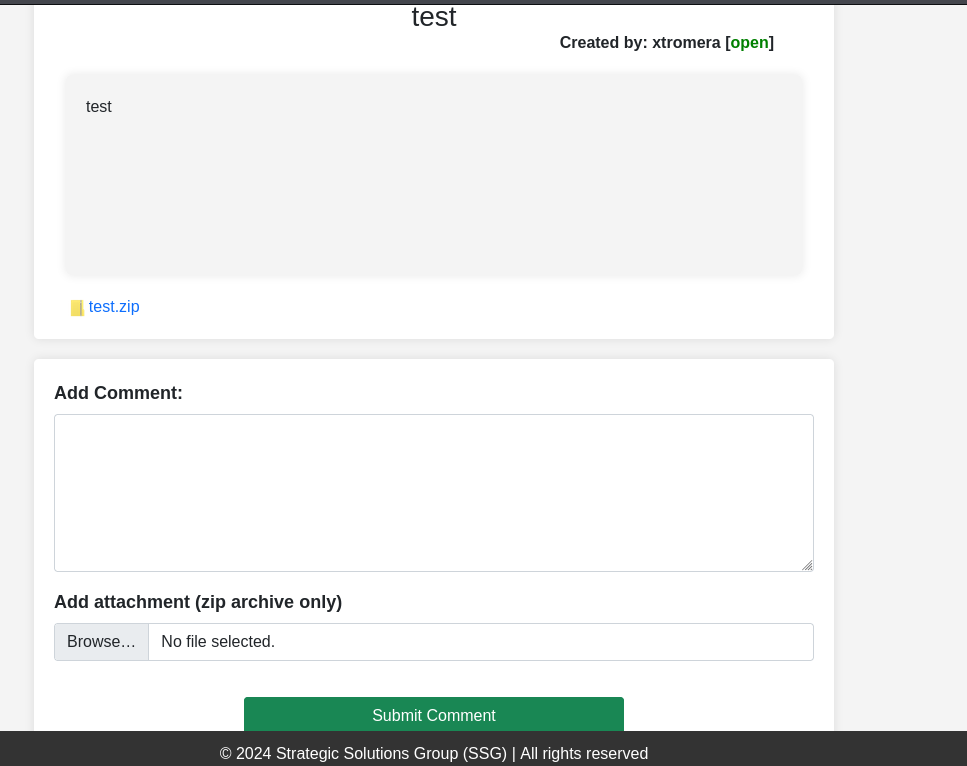 test
Created by: xtromera [open]
test
test.zip
Add Comment:
Add attachment (zip archive only)
Browse… No file selected.
Submit Comment
© 2024 Strategic Solutions Group (SSG) | All rights reserved